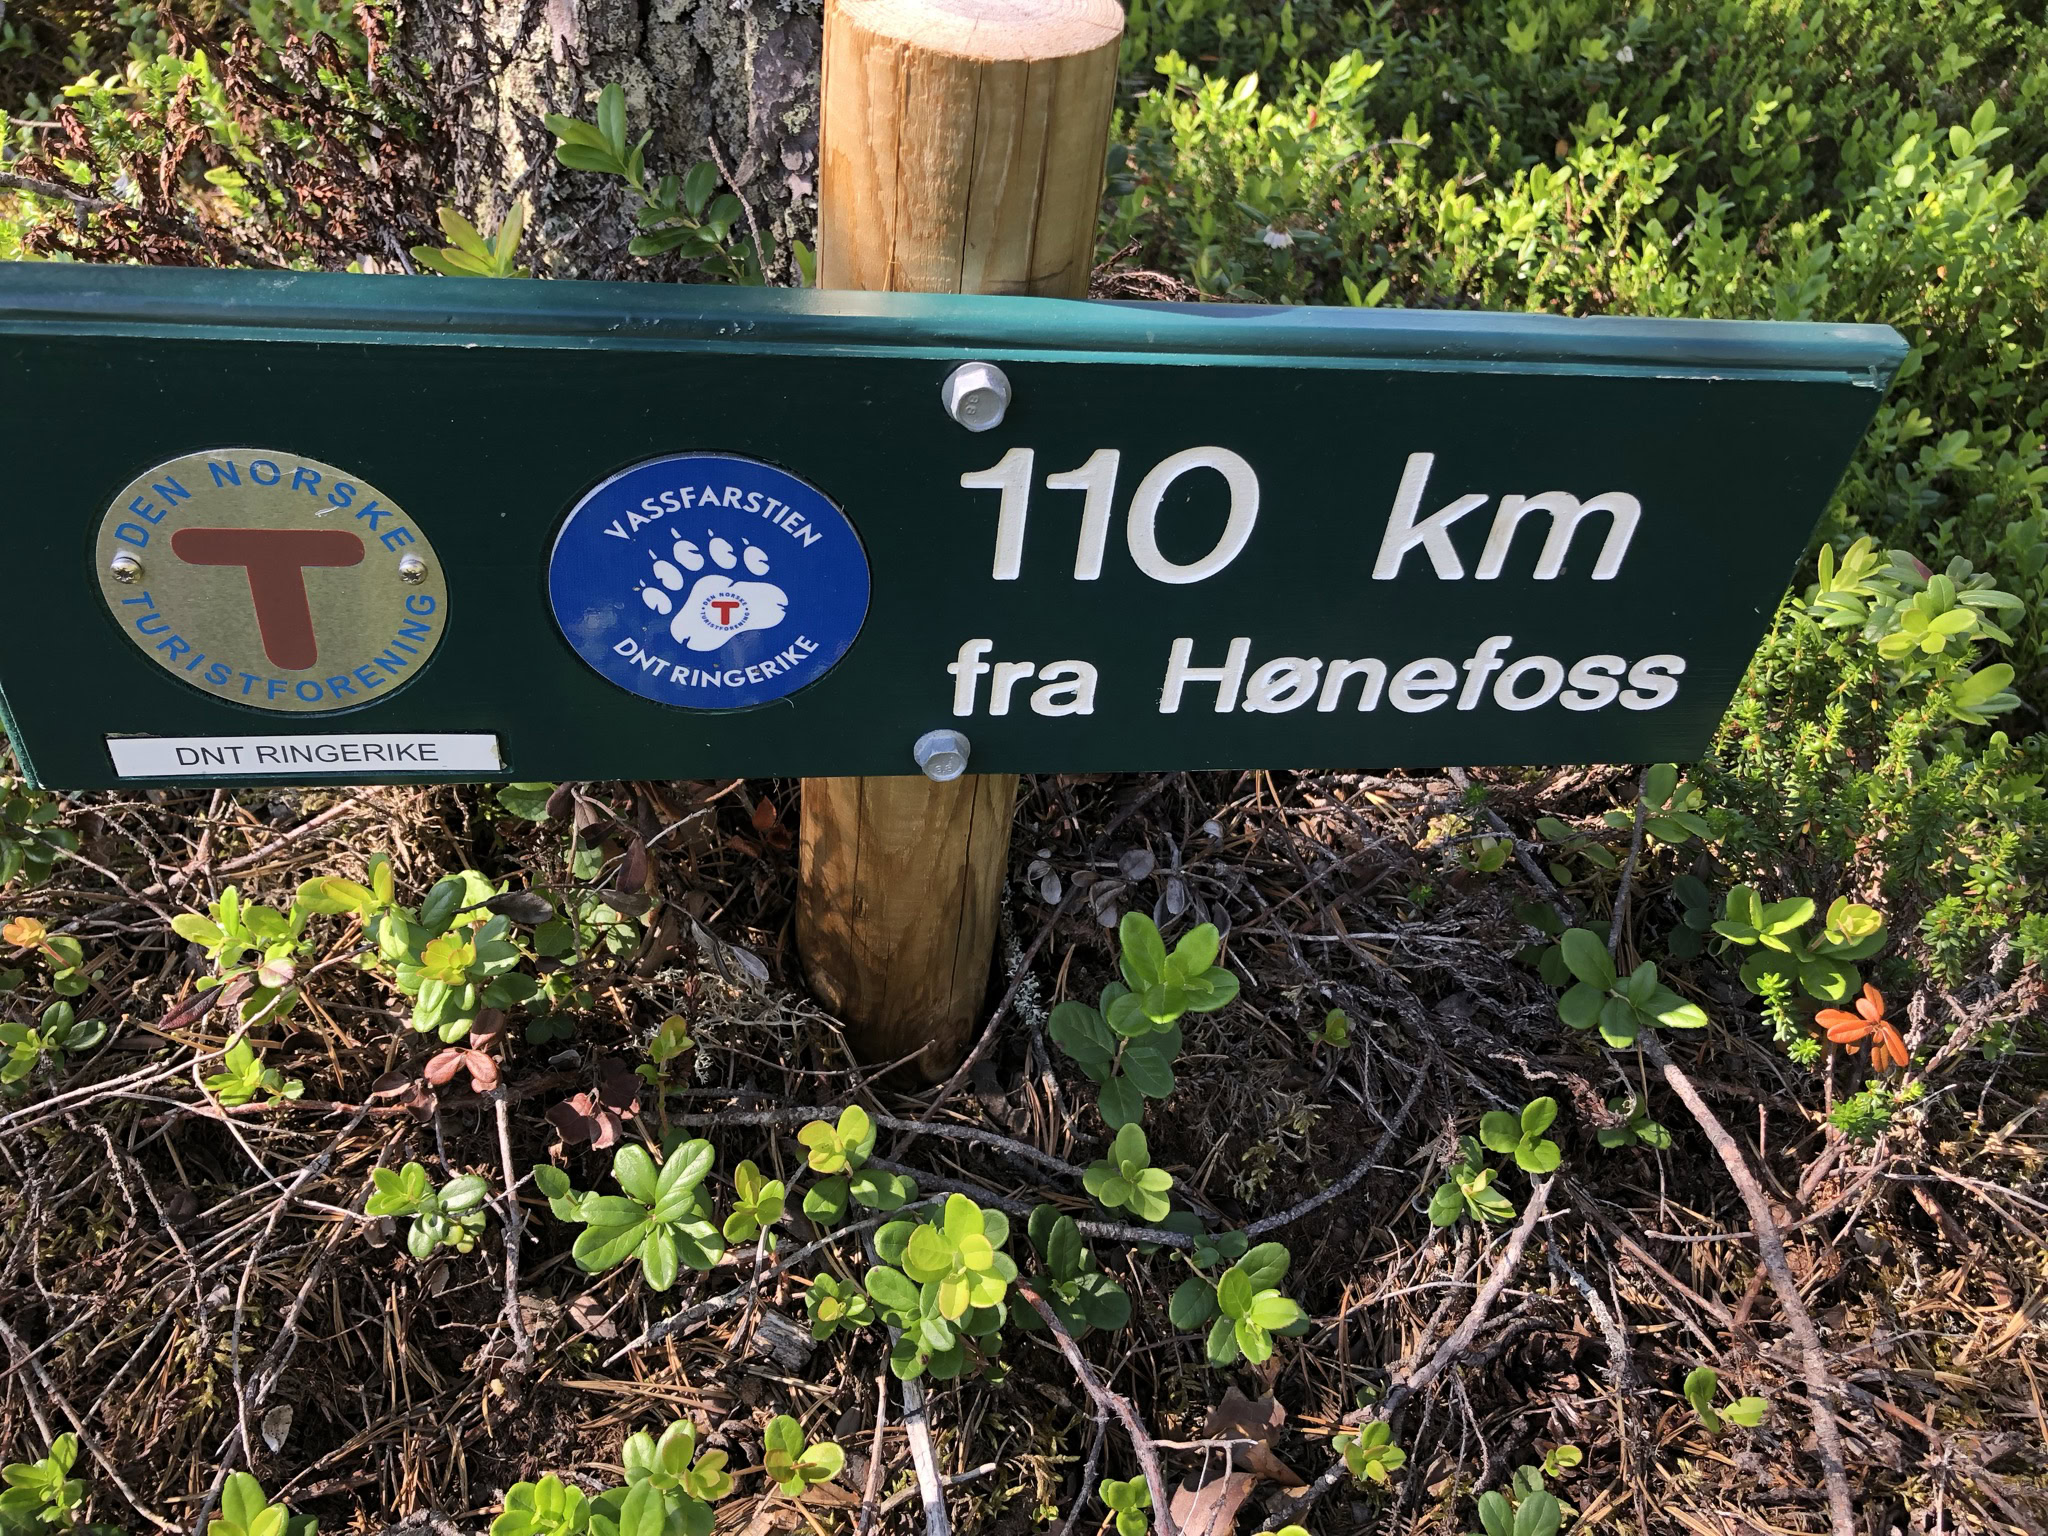 DEN NORSKE
TURISTFORENING
DNT RINGERIKE
VASSFARSTIEN
DEN NORSKE
T
TURISTFORENING
DNT RINGERIKE
T
110 km
fra Hønefoss